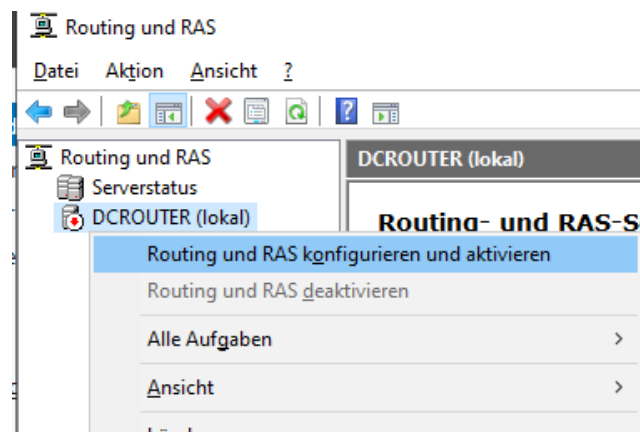 Routing und RAS
Datei Aktion Ansicht ?
Routing und RAS
DCROUTER (lokal)
Serverstatus
DCROUTER (lokal)
Routing- und RAS-S
Routing und RAS konfigurieren und aktivieren
Routing und RAS deaktivieren
Alle Aufgaben
Ansicht